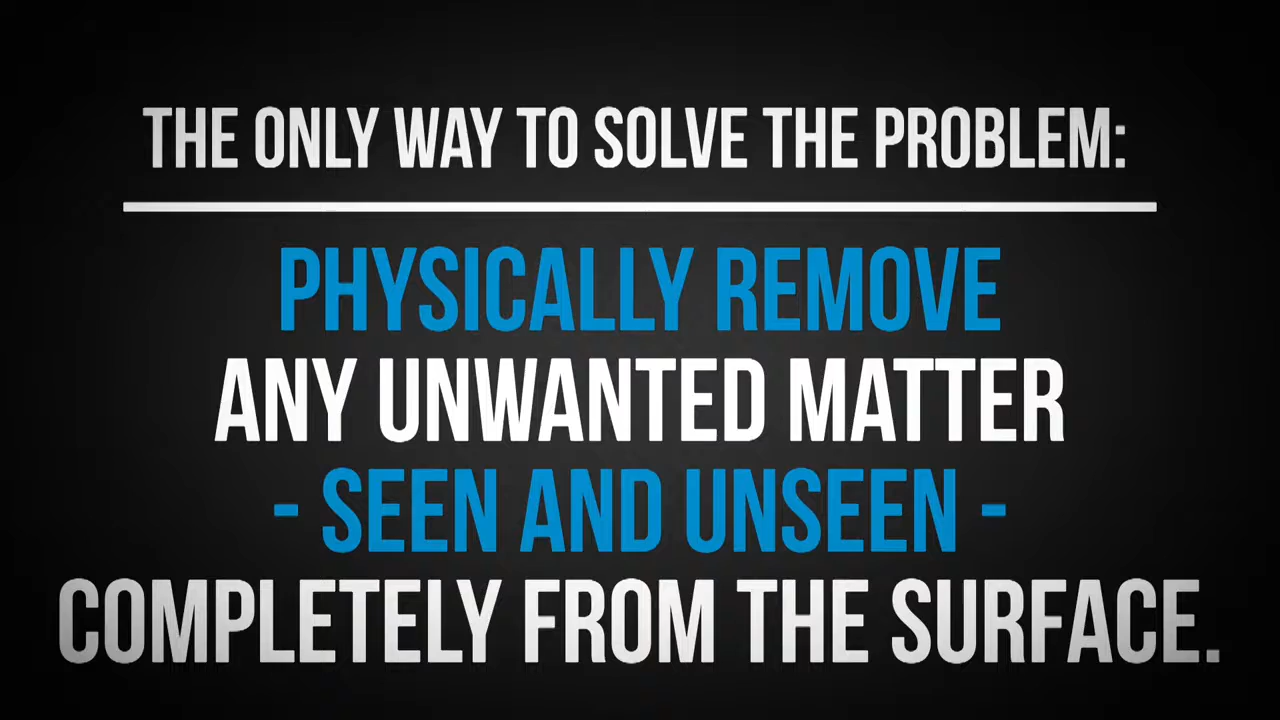 THE ONLY WAY TO SOLVE THE PROBLEM:
PHYSICALLY REMOVE
ANY UNWANTED MATTER
- SEEN AND UNSEEN -
COMPLETELY FROM THE SURFACE.